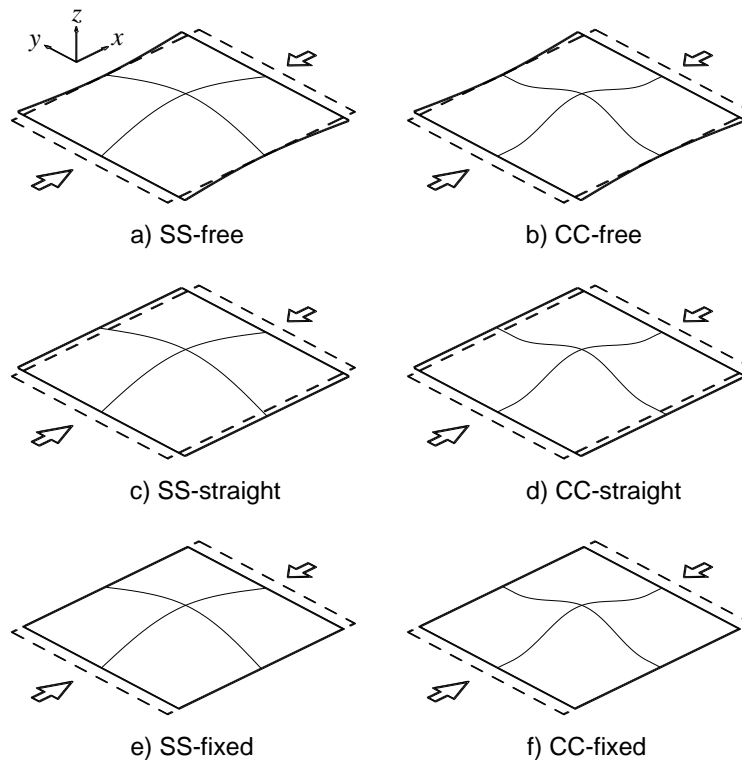 z
y
x
a) SS-free
b) CC-free
c) SS-straight
d) CC-straight
e) SS-fixed
f) CC-fixed